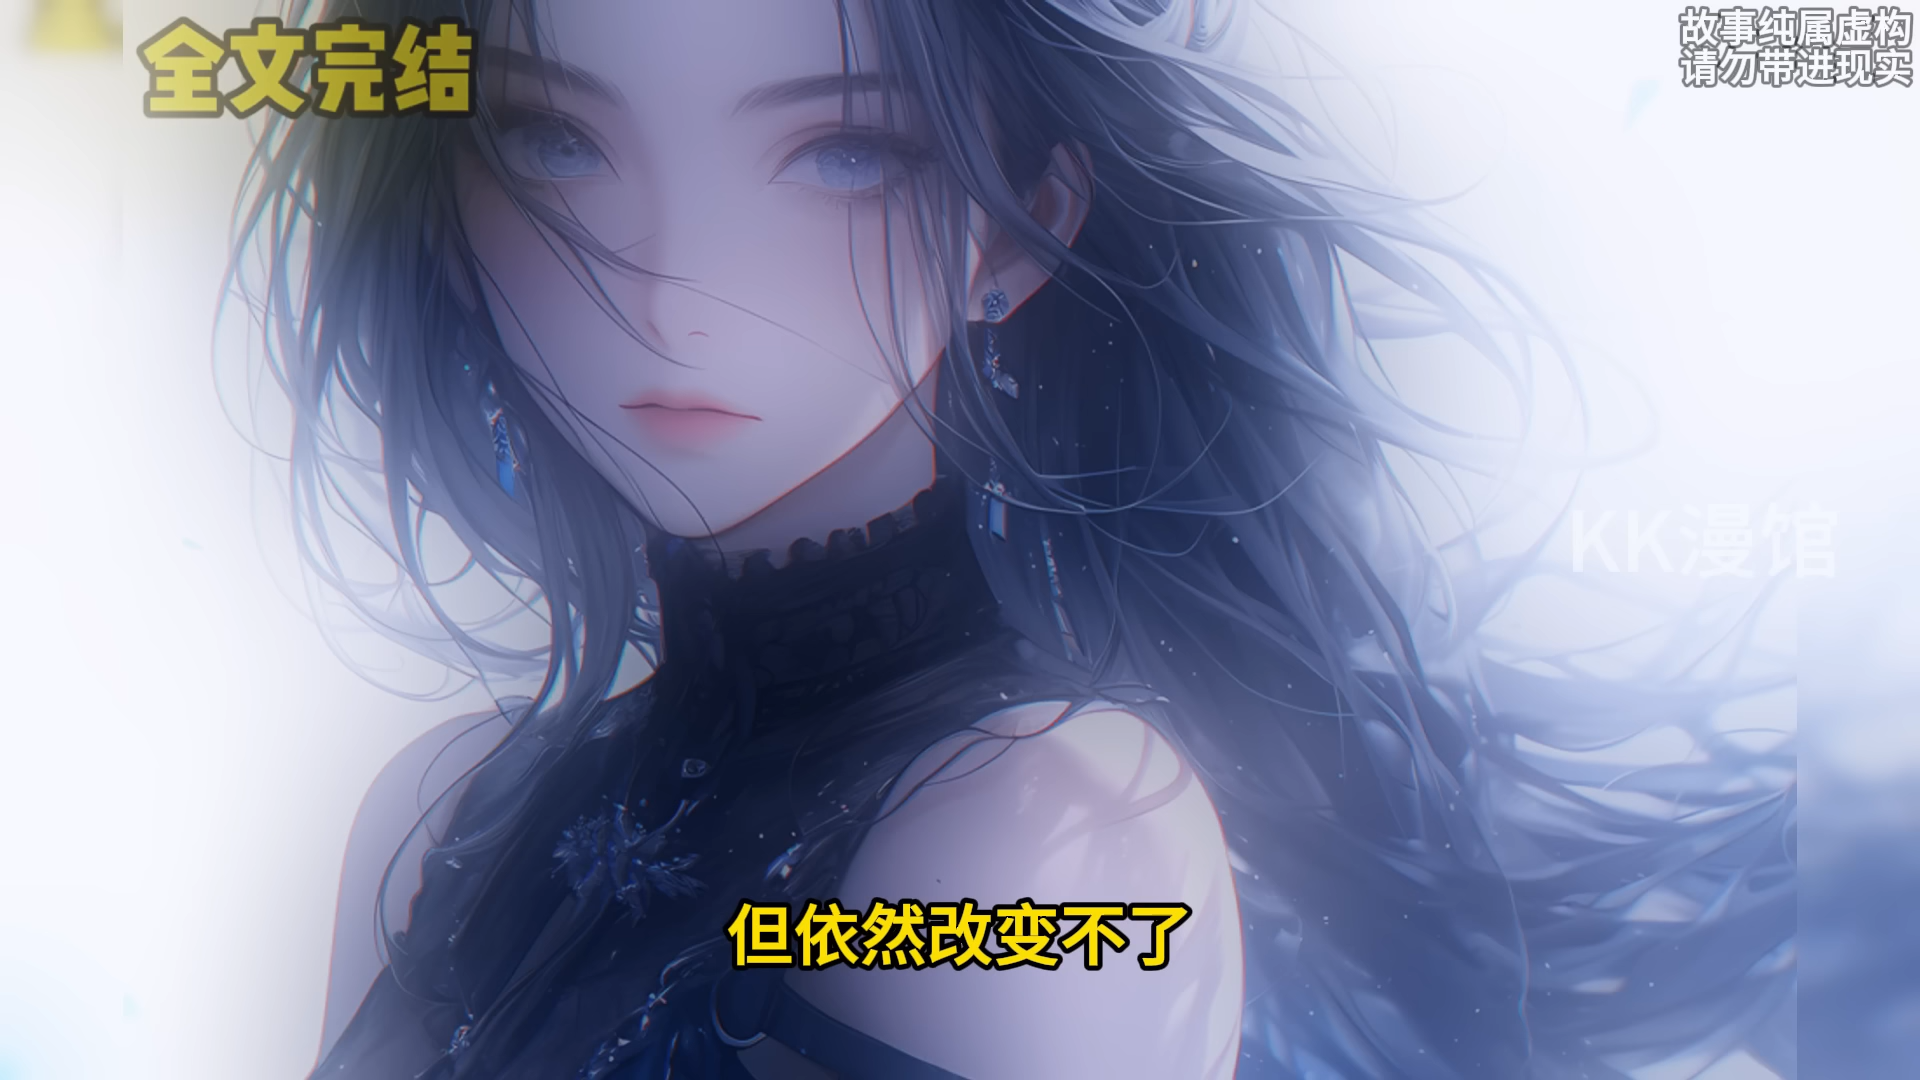 全文完结
故事纯属虚构
请勿带进现实
KK漫馆
但依然改变不了